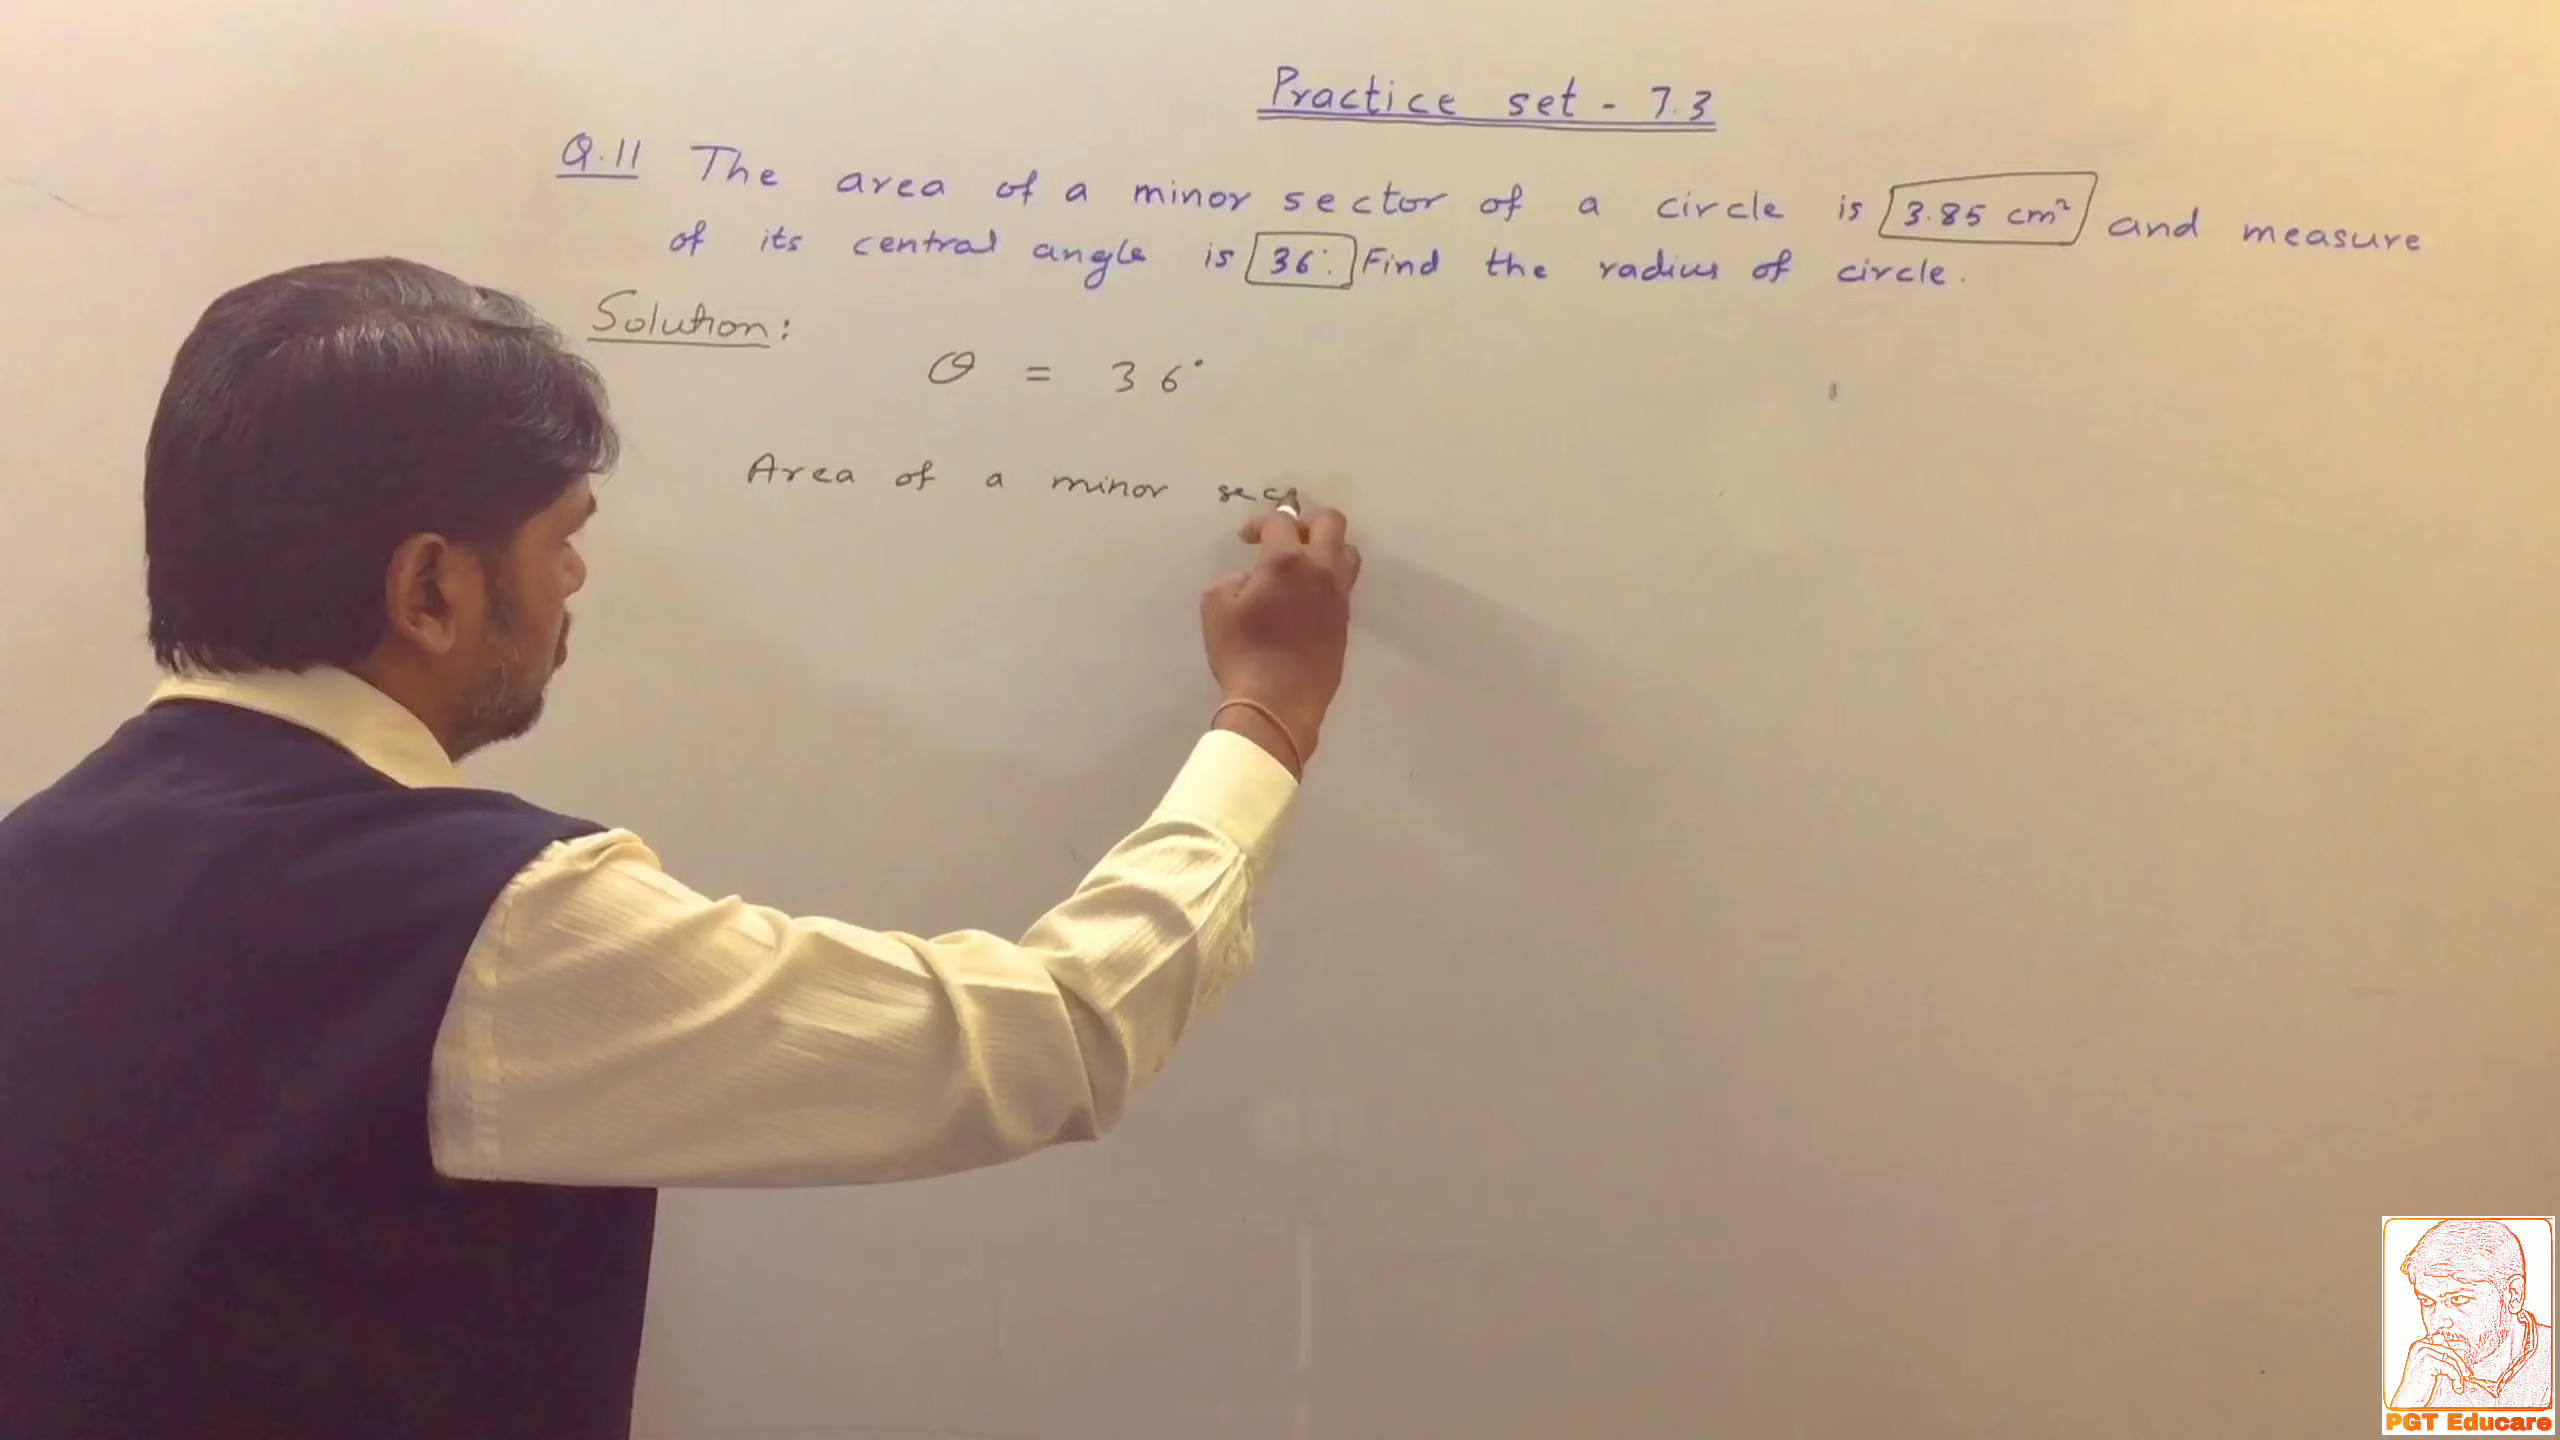 Practice set - 7.3
Q.11 The area of a minor sector of a circle is 3.85 cm² and measure
of its central angle is 36°. Find the radius of circle.
Solution:
θ = 36°
Area of a minor sec
PGT Educare